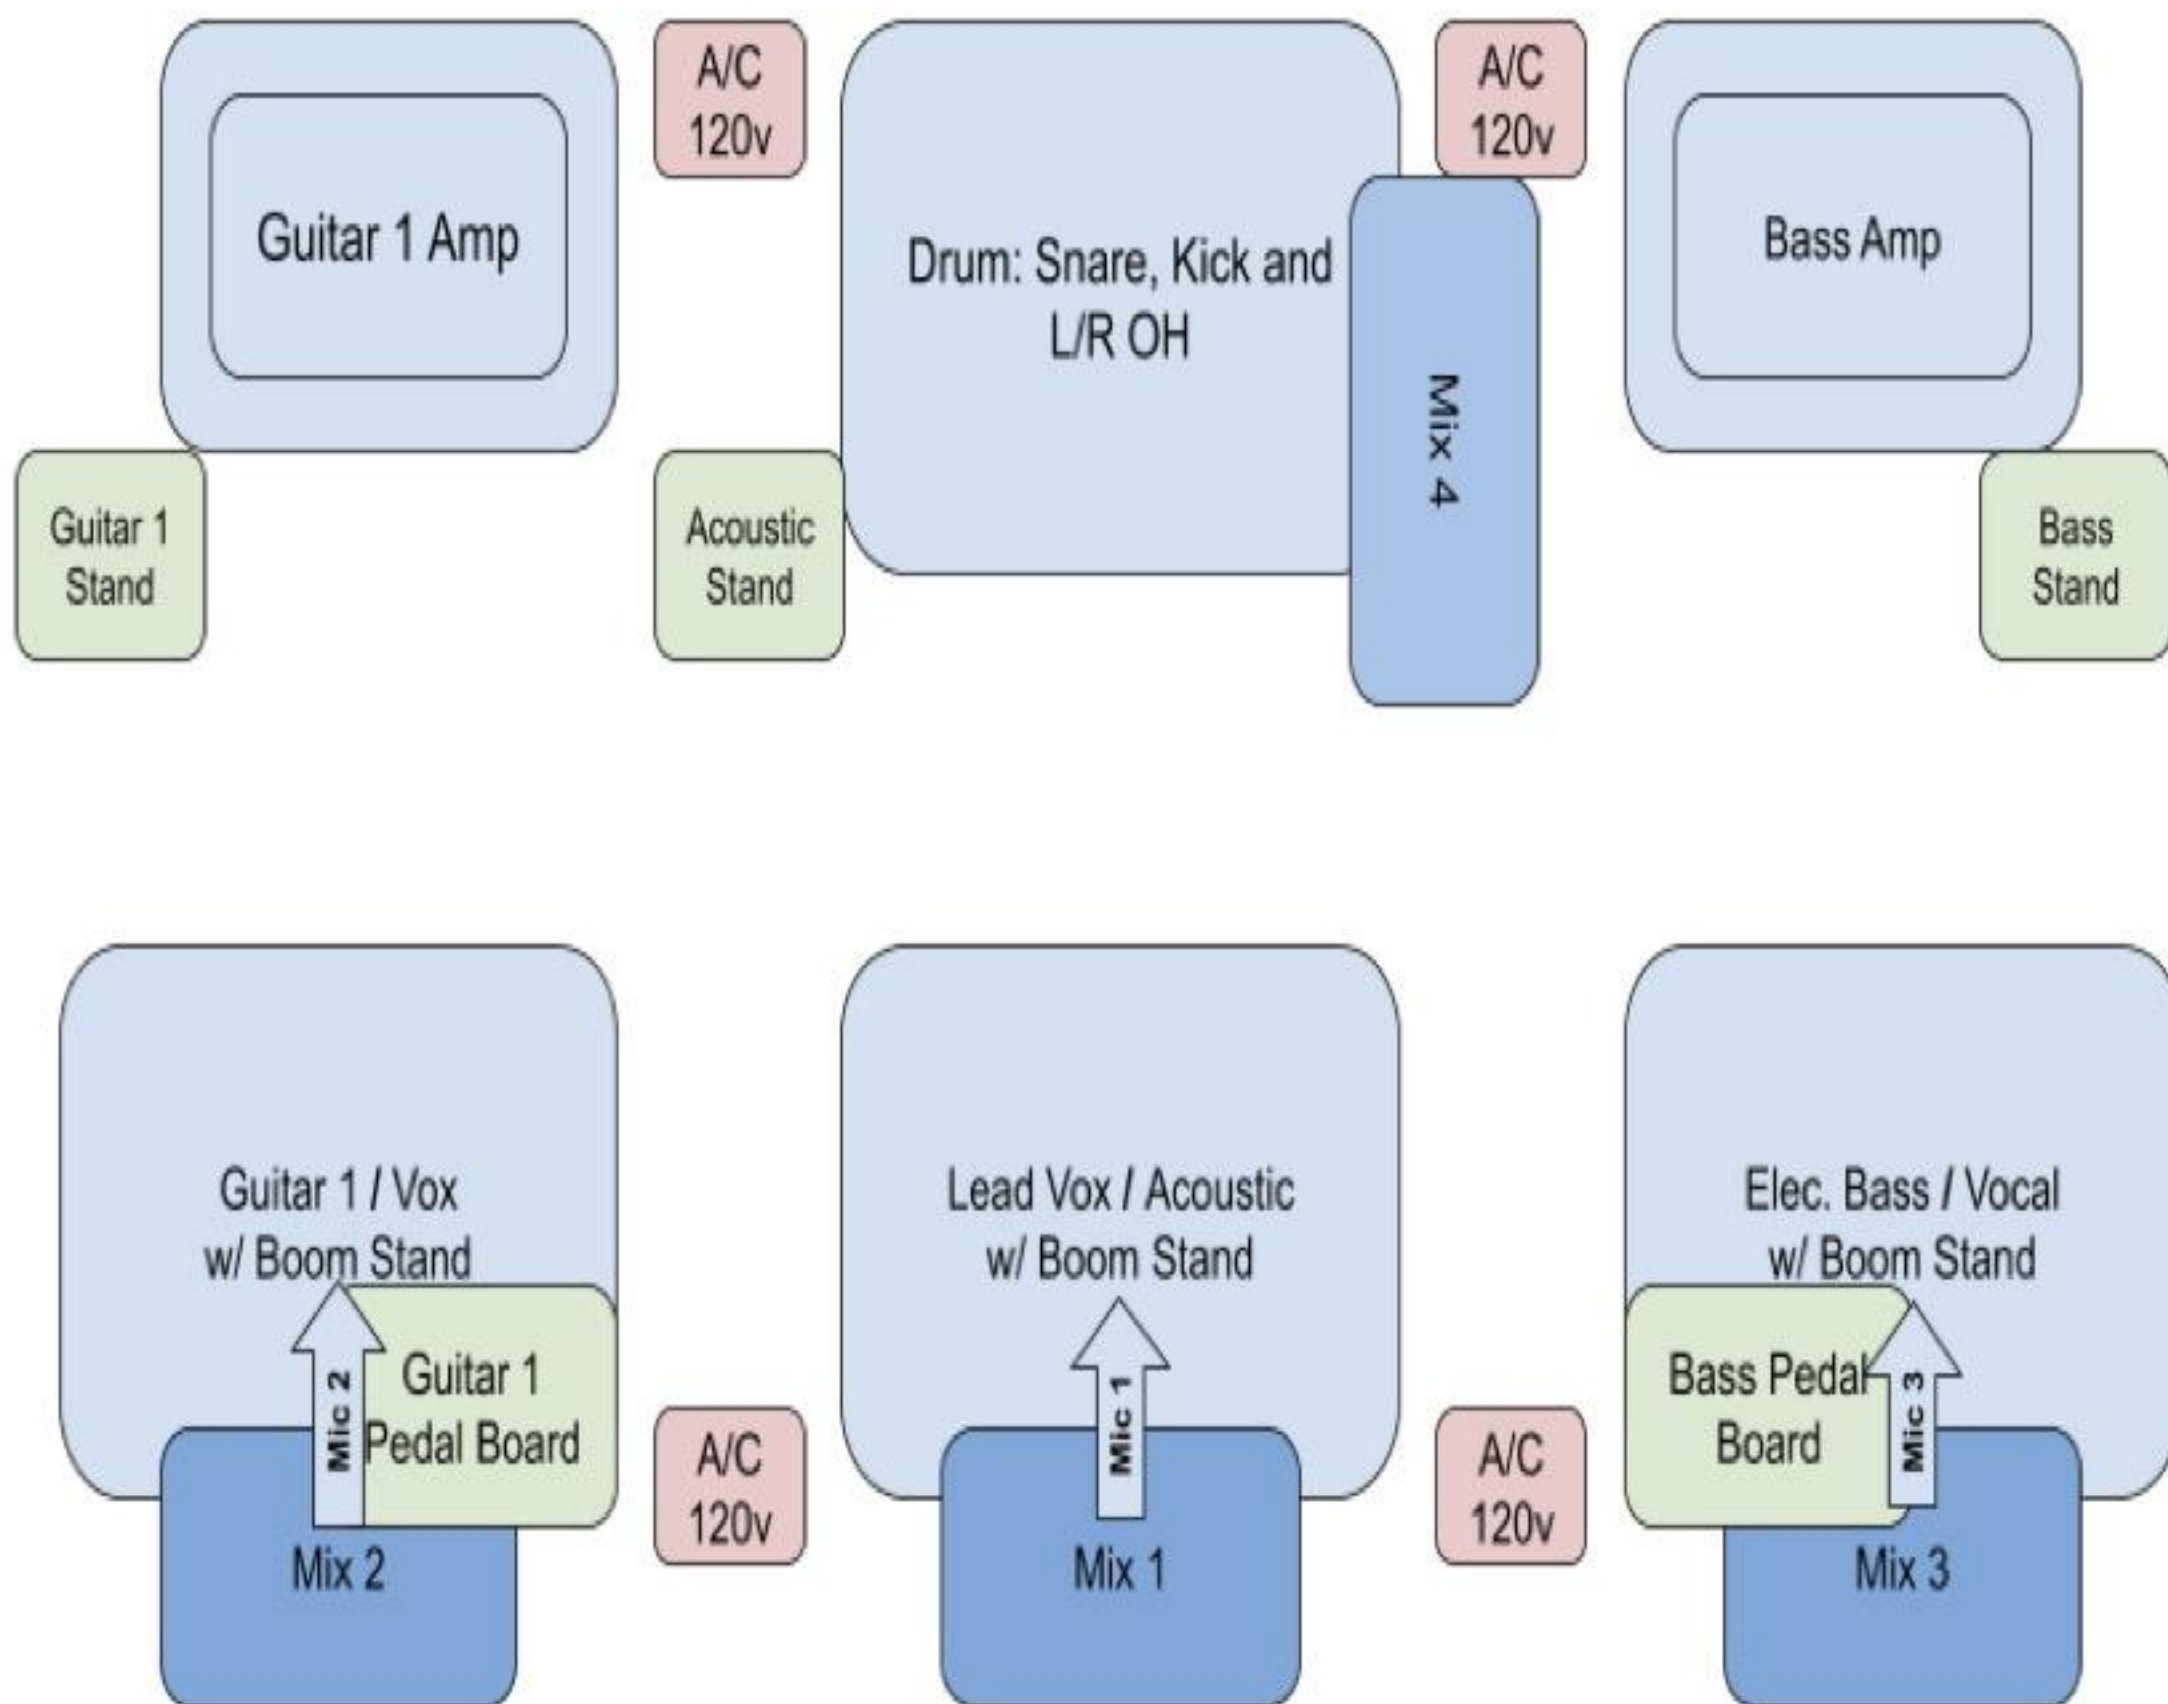 Guitar 1 Amp
A/C
120v
Drum: Snare, Kick and
L/R OH
A/C
120v
Bass Amp
Mix 4
Guitar 1
Stand
Acoustic
Stand
Bass
Stand
Guitar 1 / Vox
w/ Boom Stand
Lead Vox / Acoustic
w/ Boom Stand
Elec. Bass / Vocal
w/ Boom Stand
Mic 2
Guitar 1
Pedal Board
Mic 1
Bass Pedal
Board
Mic 3
A/C
120v
A/C
120v
Mix 2
Mix 1
Mix 3